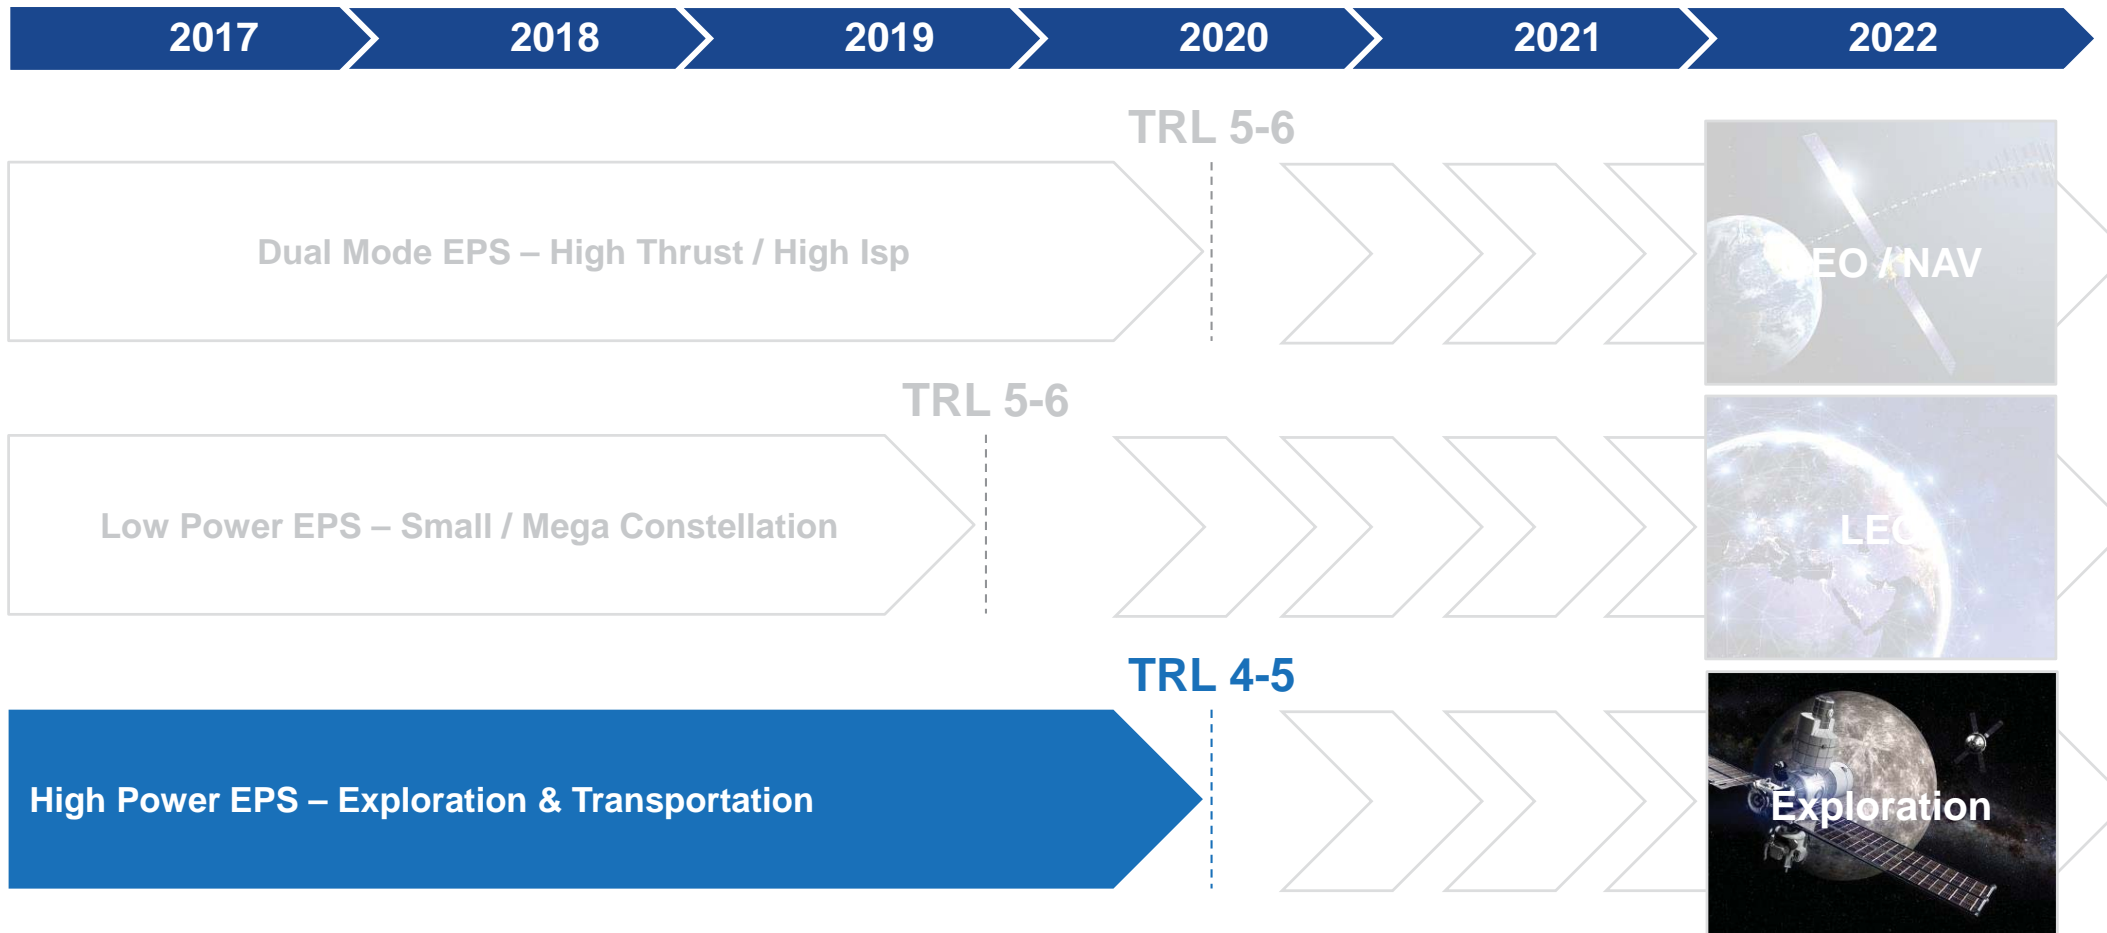 2017 2018 2019 2020 2021 2022
TRL 5-6
Dual Mode EPS – High Thrust / High Isp
EO / NAV
TRL 5-6
Low Power EPS – Small / Mega Constellation
LEO
TRL 4-5
High Power EPS – Exploration & Transportation
Exploration